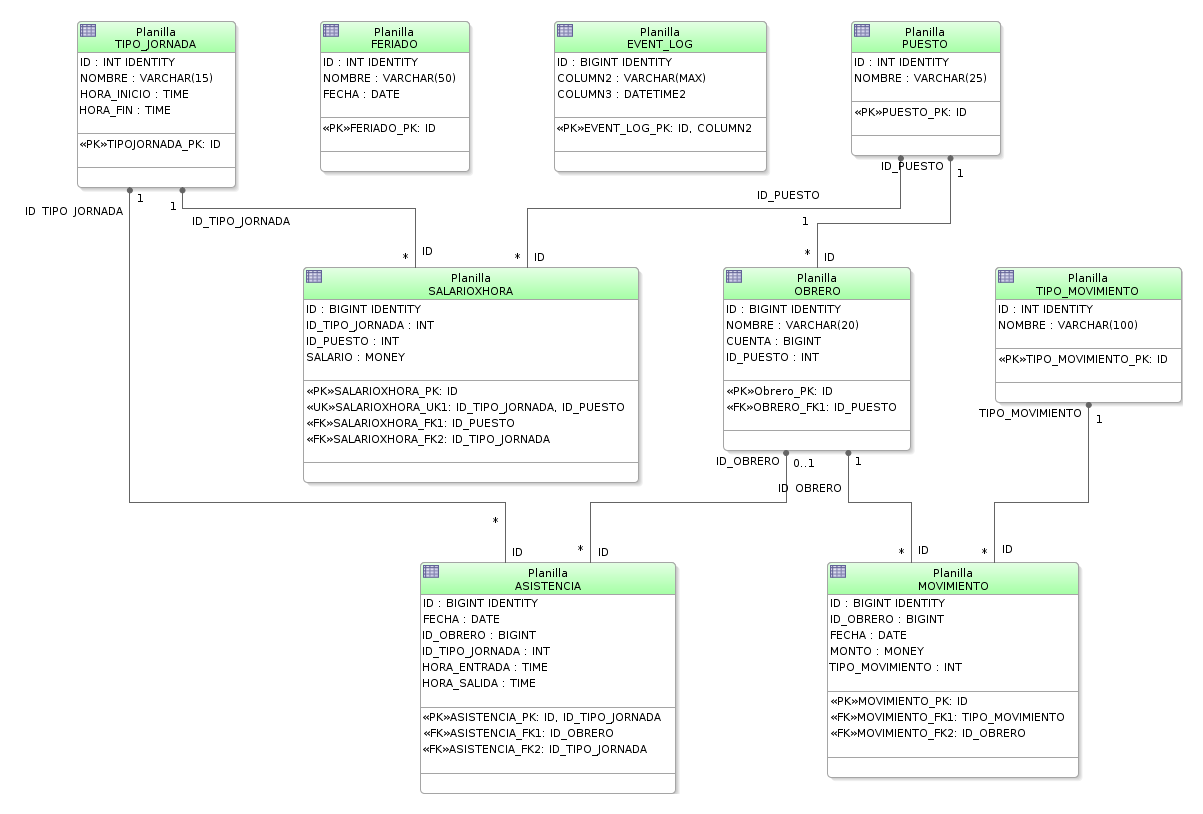 Planilla
TIPO_JORNADA
ID : INT IDENTITY
NOMBRE : VARCHAR(15)
HORA_INICIO : TIME
HORA_FIN : TIME
«PK»TIPOJORNADA_PK: ID
Planilla
FERIADO
ID : INT IDENTITY
NOMBRE : VARCHAR(50)
FECHA : DATE
«PK»FERIADO_PK: ID
Planilla
EVENT_LOG
ID : BIGINT IDENTITY
COLUMN2 : VARCHAR(MAX)
COLUMN3 : DATETIME2
«PK»EVENT_LOG_PK: ID, COLUMN2
Planilla
PUESTO
ID : INT IDENTITY
NOMBRE : VARCHAR(25)
«PK»PUESTO_PK: ID
1
ID_TIPO_JORNADA
1
ID_TIPO_JORNADA
ID_PUESTO
1
ID_PUESTO
1
* ID
* ID
* ID
Planilla
SALARIOXHORA
ID : BIGINT IDENTITY
ID_TIPO_JORNADA : INT
ID_PUESTO : INT
SALARIO : MONEY
«PK»SALARIOXHORA_PK: ID
«UK»SALARIOXHORA_UK1: ID_TIPO_JORNADA, ID_PUESTO
«FK»SALARIOXHORA_FK1: ID_PUESTO
«FK»SALARIOXHORA_FK2: ID_TIPO_JORNADA
Planilla
OBRERO
ID : BIGINT IDENTITY
NOMBRE : VARCHAR(20)
CUENTA : BIGINT
ID_PUESTO : INT
«PK»Obrero_PK: ID
«FK»OBRERO_FK1: ID_PUESTO
Planilla
TIPO_MOVIMIENTO
ID : INT IDENTITY
NOMBRE : VARCHAR(100)
«PK»TIPO_MOVIMIENTO_PK: ID
TIPO_MOVIMIENTO
1
ID_OBRERO
0..1
1
ID_OBRERO
* ID
* ID
* ID
* ID
Planilla
ASISTENCIA
ID : BIGINT IDENTITY
FECHA : DATE
ID_OBRERO : BIGINT
ID_TIPO_JORNADA : INT
HORA_ENTRADA : TIME
HORA_SALIDA : TIME
«PK»ASISTENCIA_PK: ID, ID_TIPO_JORNADA
«FK»ASISTENCIA_FK1: ID_OBRERO
«FK»ASISTENCIA_FK2: ID_TIPO_JORNADA
Planilla
MOVIMIENTO
ID : BIGINT IDENTITY
ID_OBRERO : BIGINT
FECHA : DATE
MONTO : MONEY
TIPO_MOVIMIENTO : INT
«PK»MOVIMIENTO_PK: ID
«FK»MOVIMIENTO_FK1: TIPO_MOVIMIENTO
«FK»MOVIMIENTO_FK2: ID_OBRERO